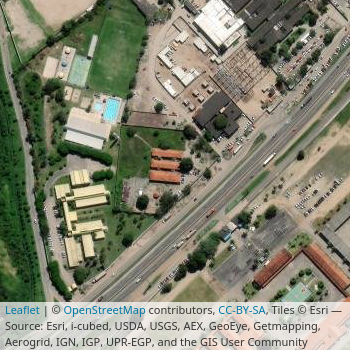 Leaflet | © OpenStreetMap contributors, CC-BY-SA, Tiles © Esri —
Source: Esri, i-cubed, USDA, USGS, AEX, GeoEye, Getmapping,
Aerogrid, IGN, IGP, UPR-EGP, and the GIS User Community